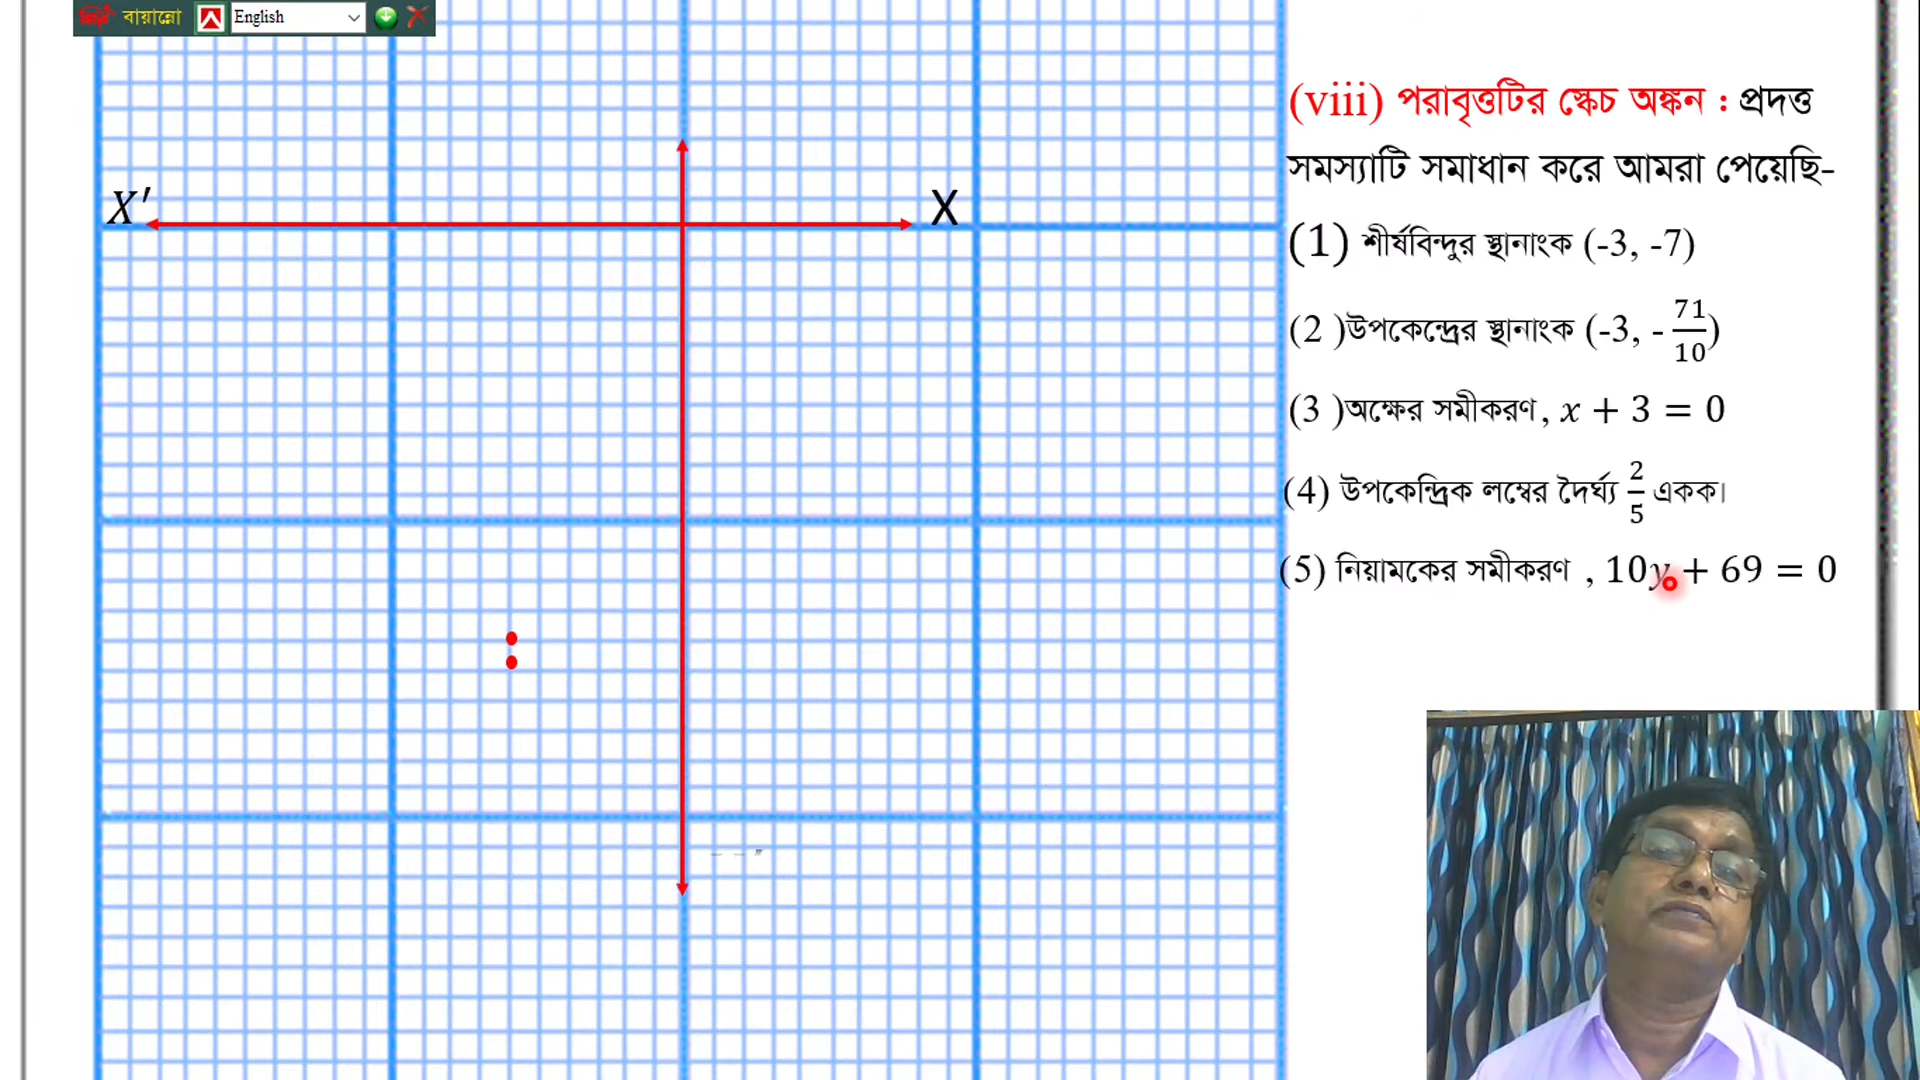 বায়ান্নো
English
X′
X
(viii) পরাবৃত্তটির স্কেচ অঙ্কন : প্রদত্ত
সমস্যাটি সমাধান করে আমরা পেয়েছি-
(1) শীর্ষবিন্দুর স্থানাংক (-3, -7)
(2 )উপকেন্দ্রের স্থানাংক (-3, - 71/10)
(3 )অক্ষের সমীকরণ, x + 3 = 0
(4) উপকেন্দ্রিক লম্বের দৈর্ঘ্য 2/5 একক।
(5) নিয়ামকের সমীকরণ , 10y + 69 = 0